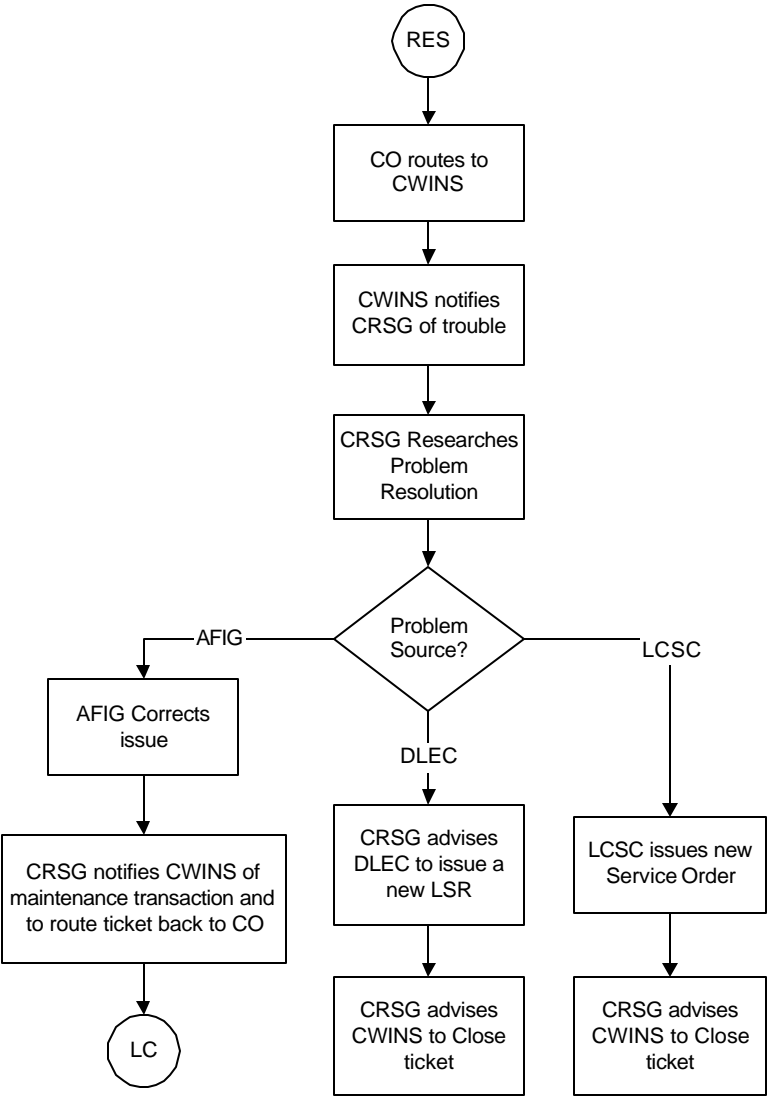 RES
CO routes to
CWINS
CWINS notifies
CRSG of trouble
CRSG Researches
Problem
Resolution
Problem
Source?
AFIG
LCSC
DLEC
AFIG Corrects
issue
CRSG notifies CWINS of
maintenance transaction and
to route ticket back to CO
LC
CRSG advises
DLEC to issue a
new LSR
CRSG advises
CWINS to Close
ticket
LCSC issues new
Service Order
CRSG advises
CWINS to Close
ticket